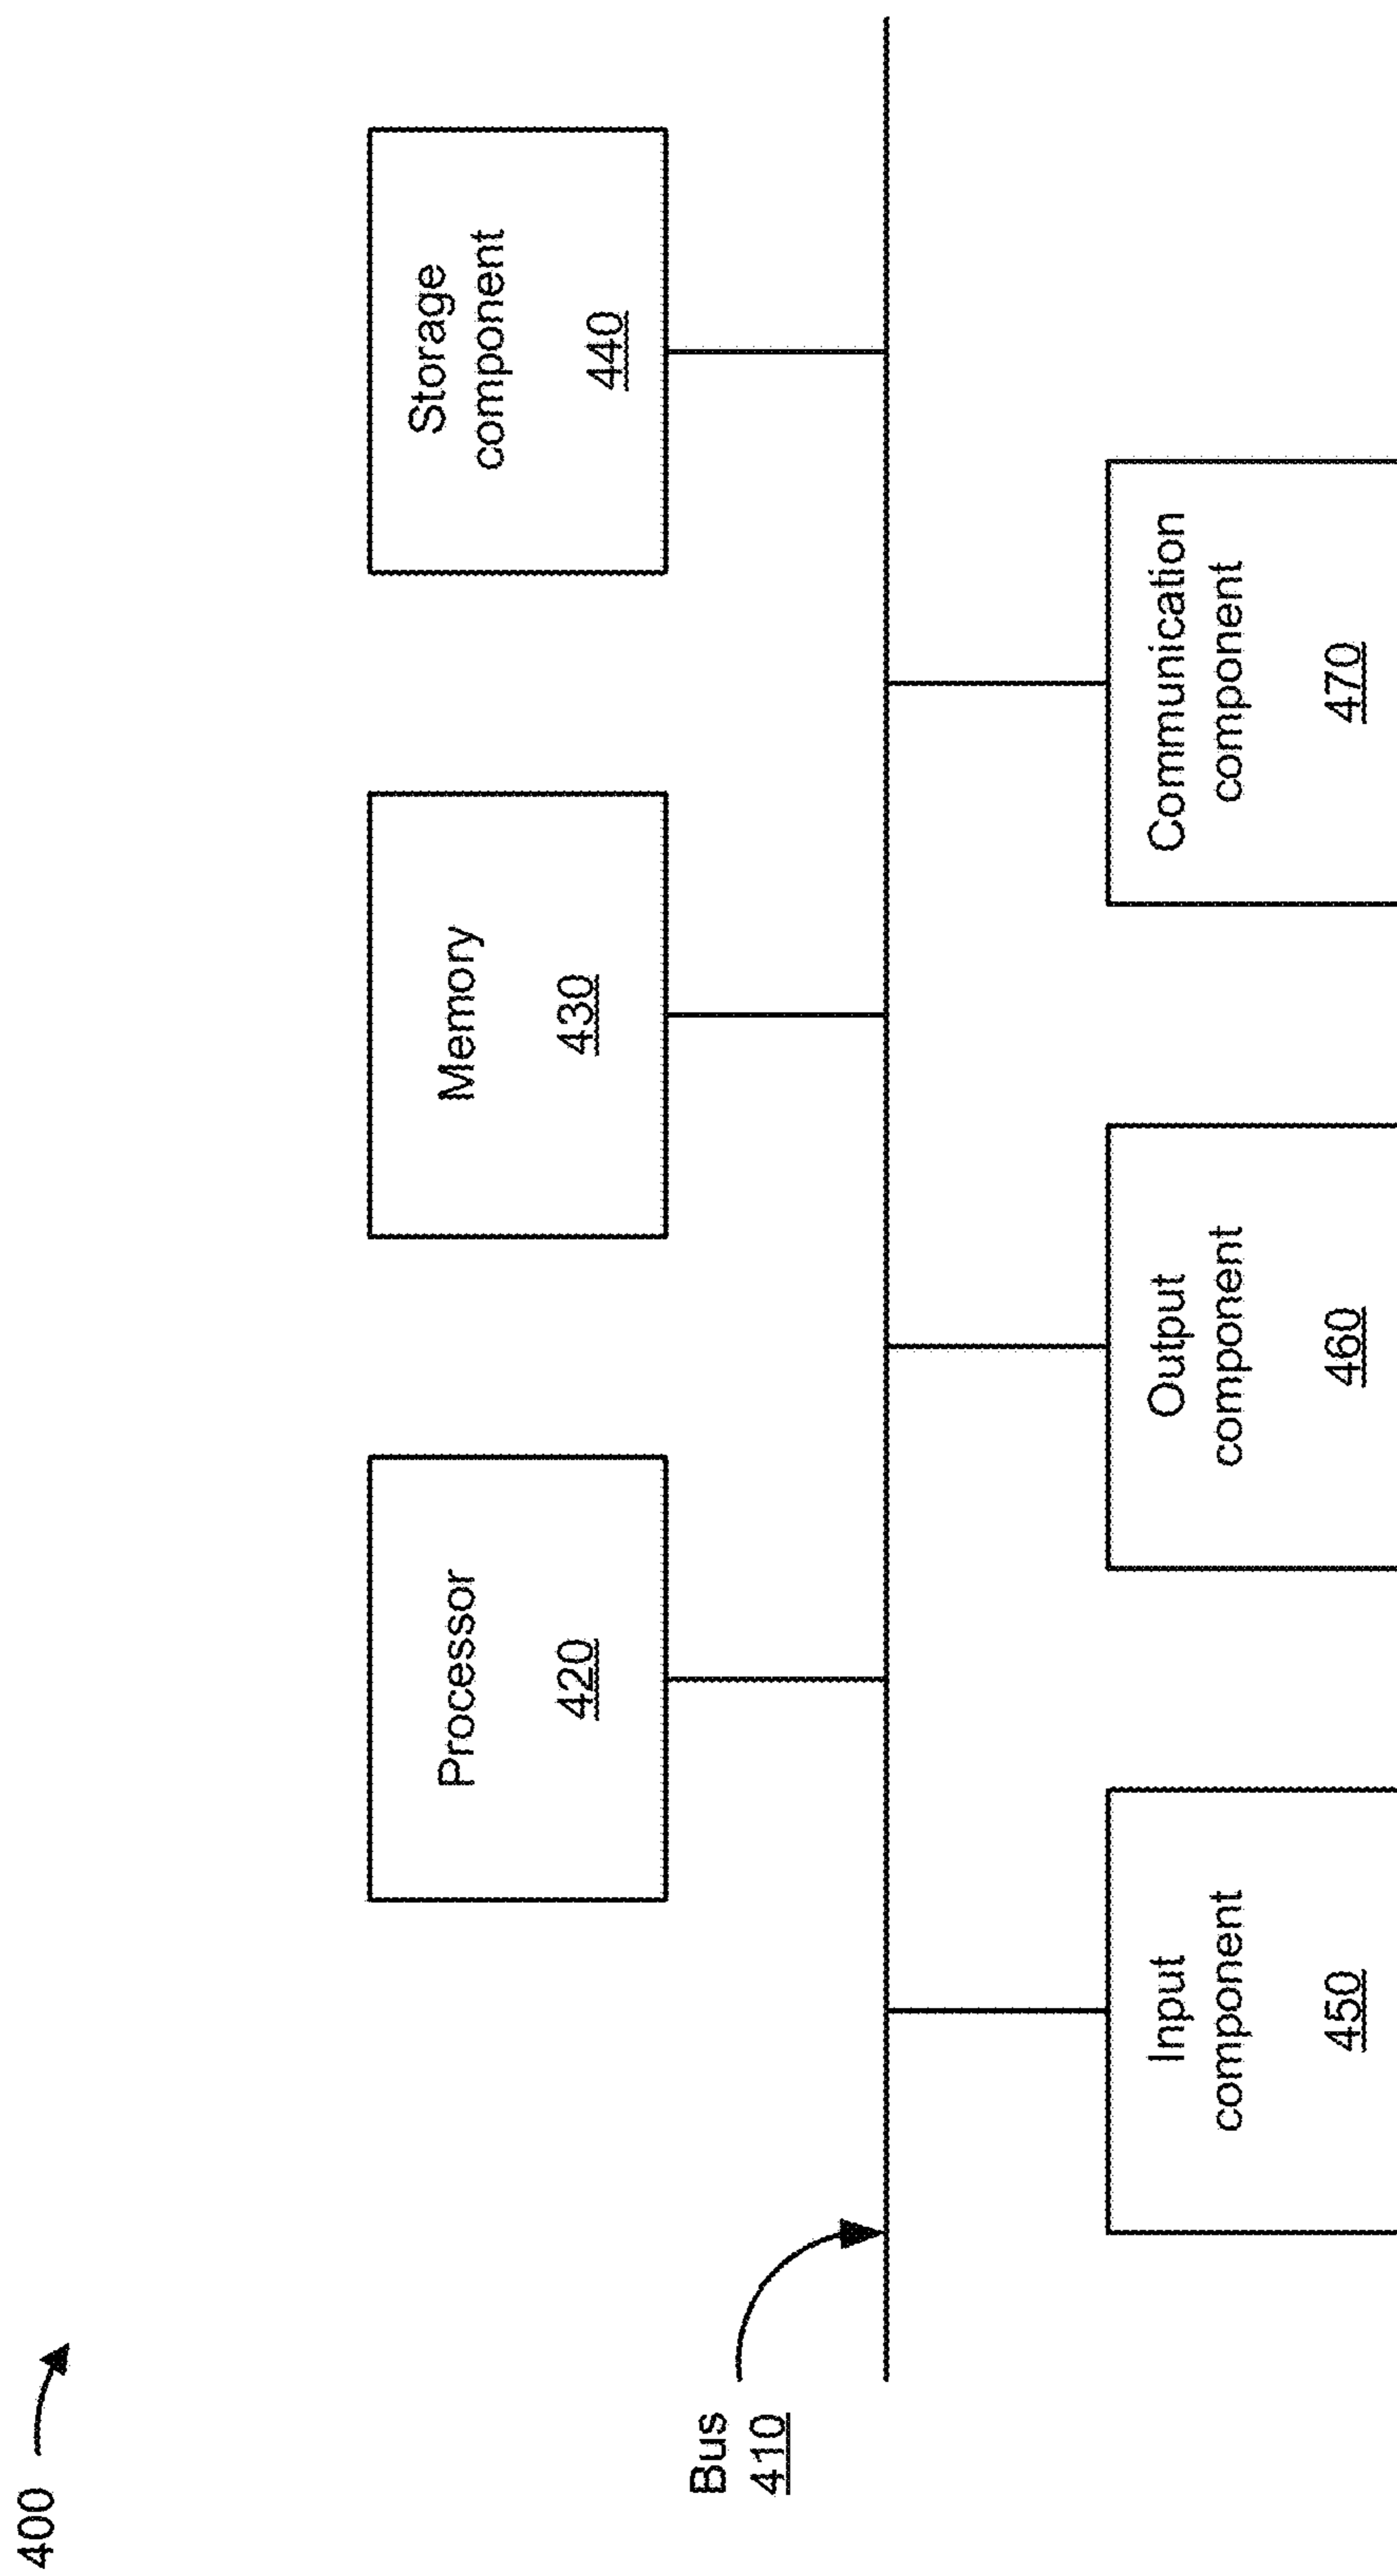 400
Processor
420
Memory
430
Storage
component
440
Bus
410
Input
component
450
Output
component
460
Communication
component
470